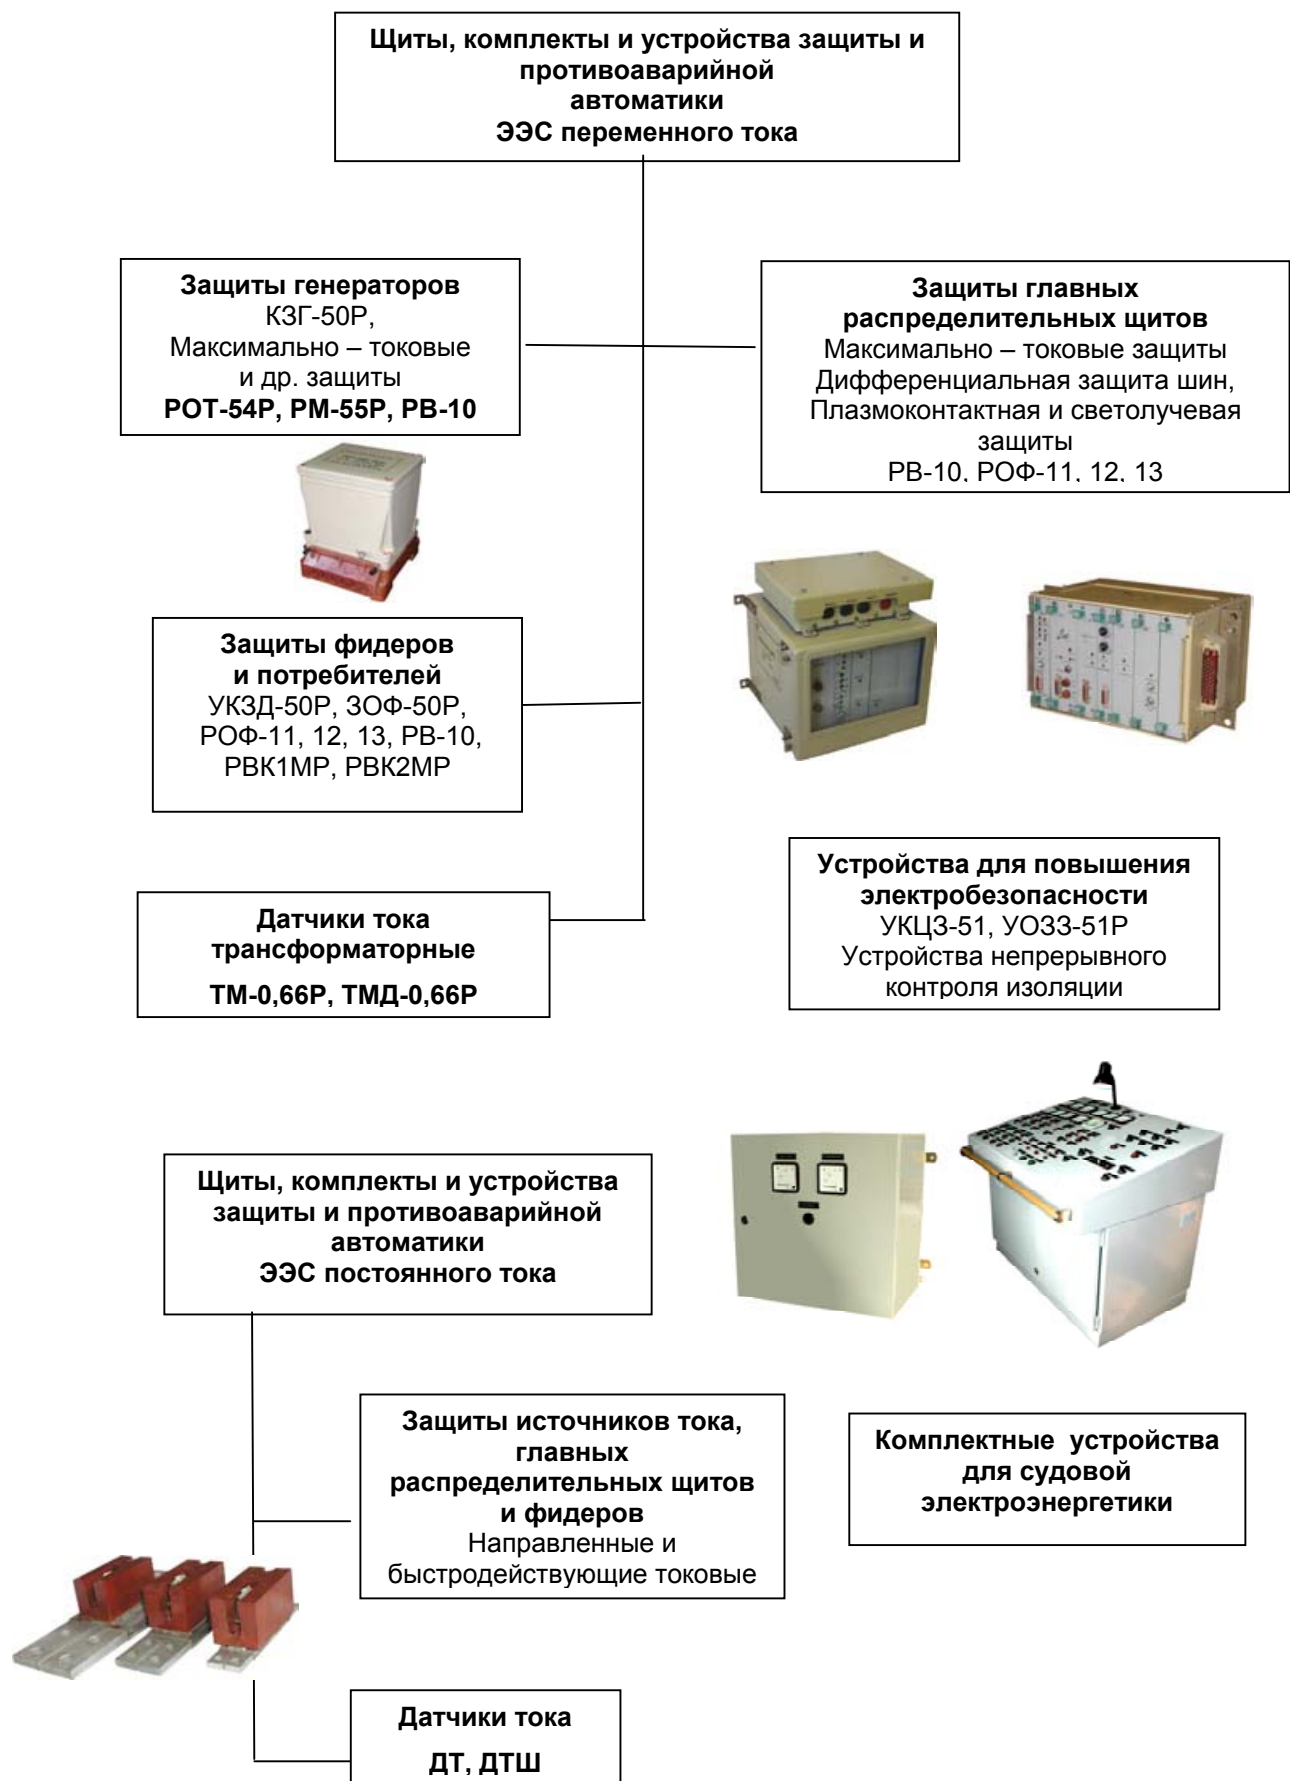 Щиты, комплекты и устройства защиты и
противоаварийной
автоматики
ЭЭС переменного тока
Защиты генераторов
КЗГ-50Р,
Максимально – токовые
и др. защиты
РОТ-54Р, РМ-55Р, РВ-10
Защиты главных
распределительных щитов
Максимально – токовые защиты
Дифференциальная защита шин,
Плазмоконтактная и светолучевая
защиты
РВ-10, РОФ-11, 12, 13
Защиты фидеров
и потребителей
УКЗД-50Р, ЗОФ-50Р,
РОФ-11, 12, 13, РВ-10,
РВК1МР, РВК2МР
Датчики тока
трансформаторные
ТМ-0,66Р, ТМД-0,66Р
Устройства для повышения
электробезопасности
УКЦЗ-51, УОЗЗ-51Р
Устройства непрерывного
контроля изоляции
Щиты, комплекты и устройства
защиты и противоаварийной
автоматики
ЭЭС постоянного тока
Защиты источников тока,
главных
распределительных щитов
и фидеров
Направленные и
быстродействующие токовые
Комплектные устройства
для судовой
электроэнергетики
Датчики тока
ДТ, ДТШ